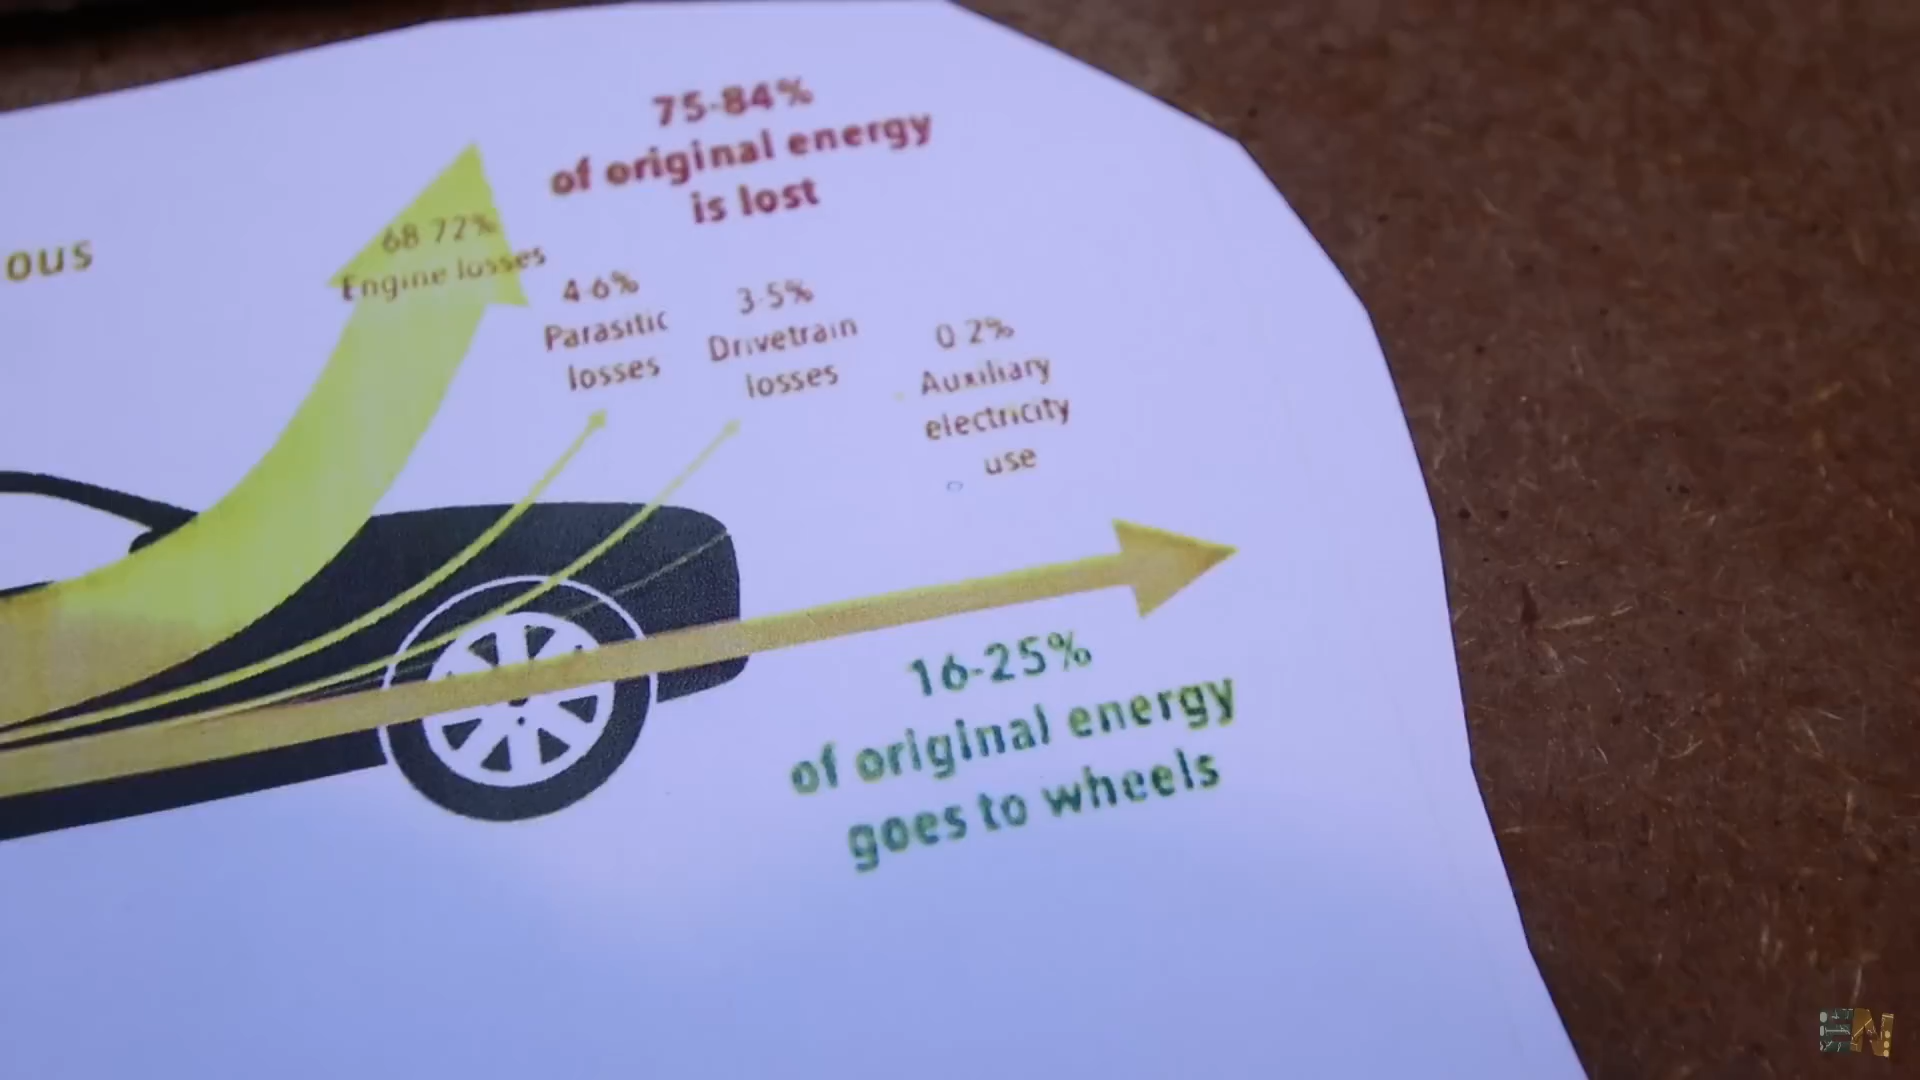 75-84%
of original energy
is lost
ous
68 72%
Engine losses
4-6%
Parasitic
losses
3-5%
Drivetrain
losses
0 2%
Auxiliary
electricity
use
16-25%
of original energy
goes to wheels
EN